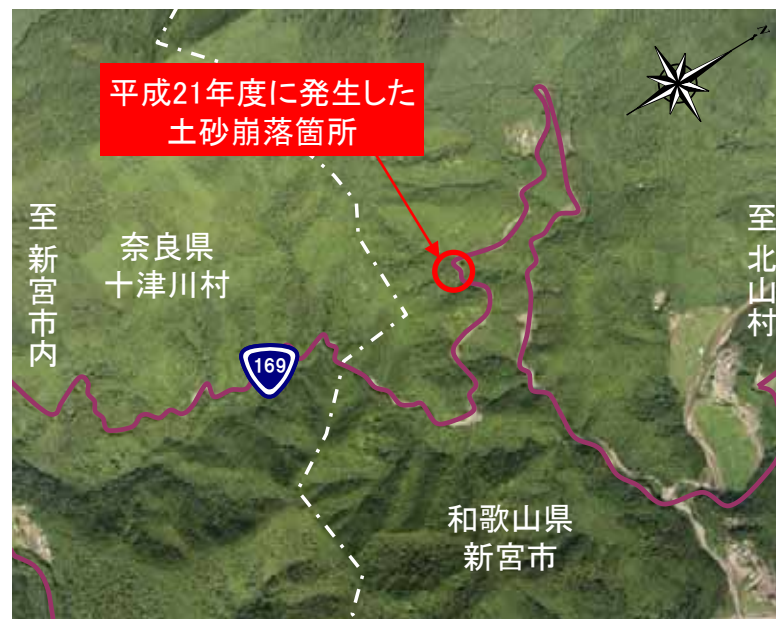 平成21年度に発生した
土砂崩落箇所
N
至 新宮市内
奈良県
十津川村
169
至 北山村
和歌山県
新宮市